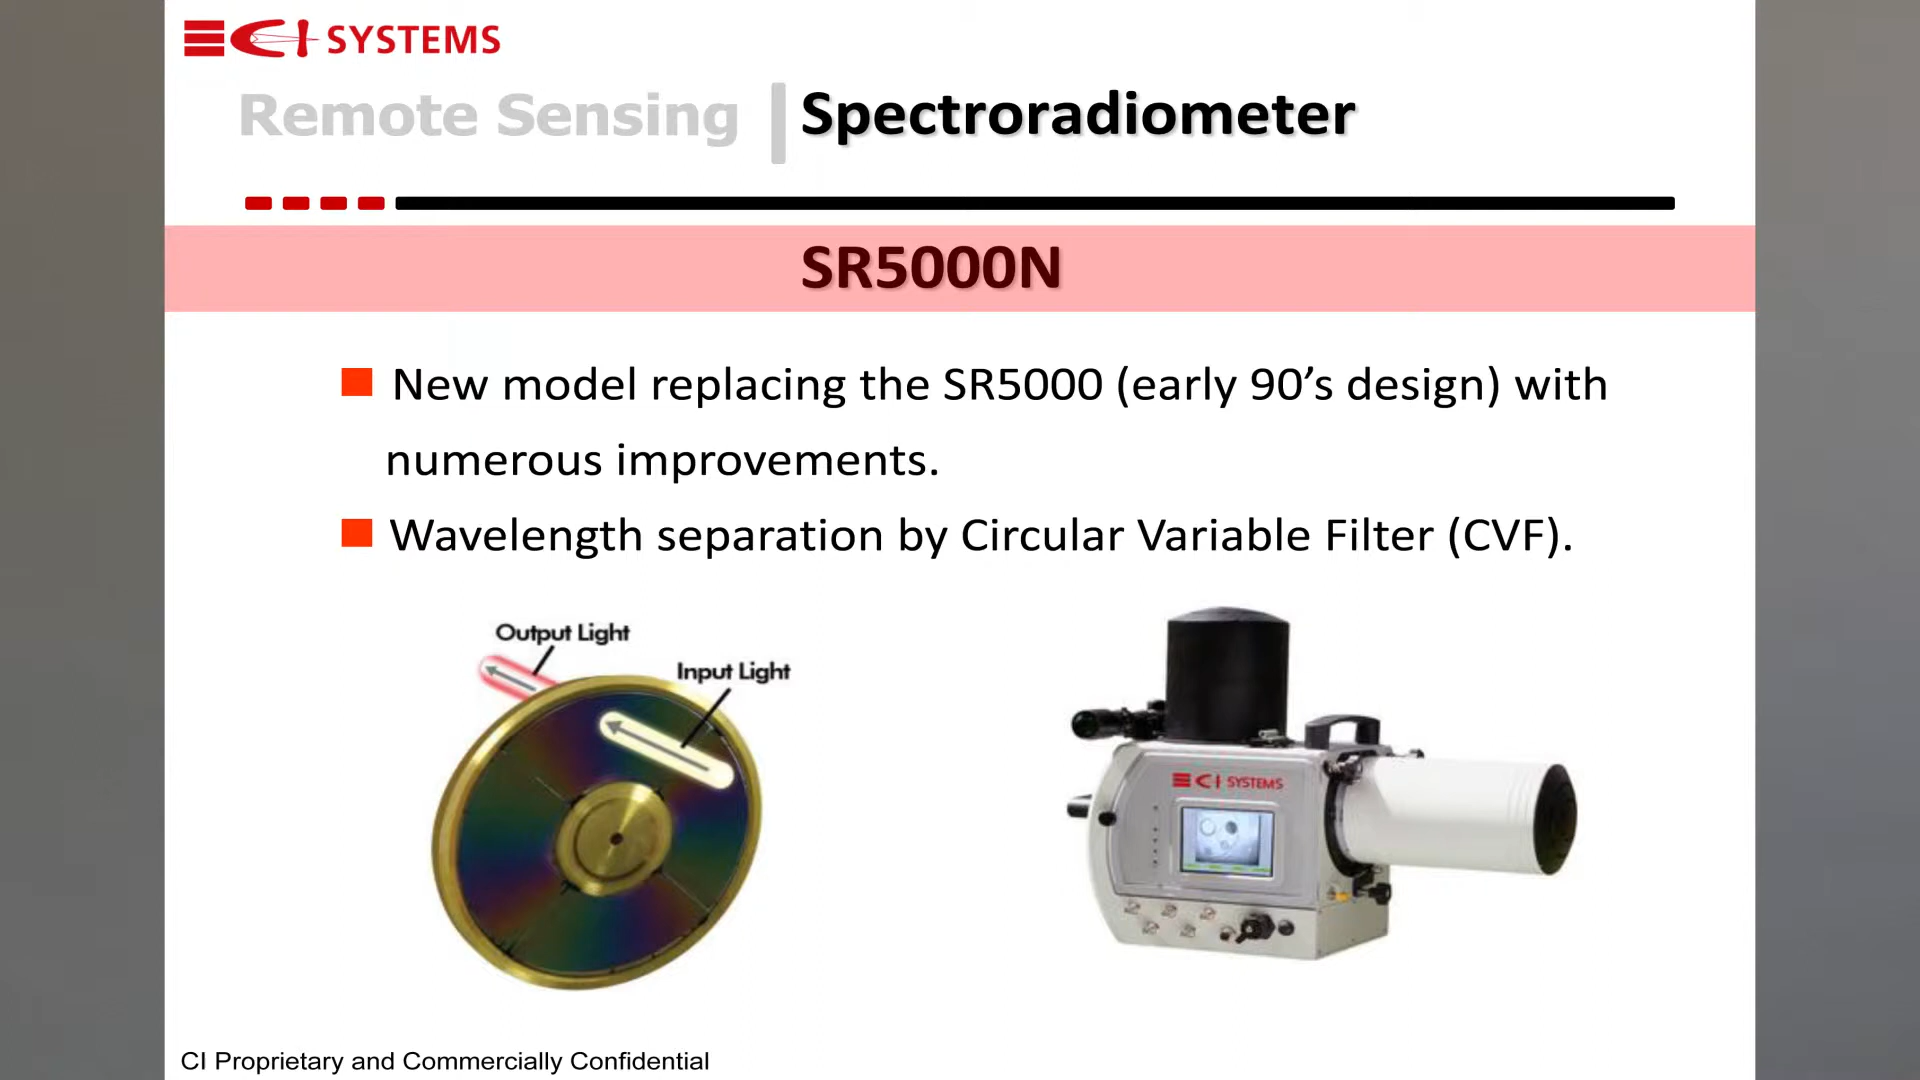 CI SYSTEMS
Remote Sensing Spectroradiometer
SR5000N
New model replacing the SR5000 (early 90’s design) with
numerous improvements.
Wavelength separation by Circular Variable Filter (CVF).
Output Light
Input Light
CI SYSTEMS
CI Proprietary and Commercially Confidential